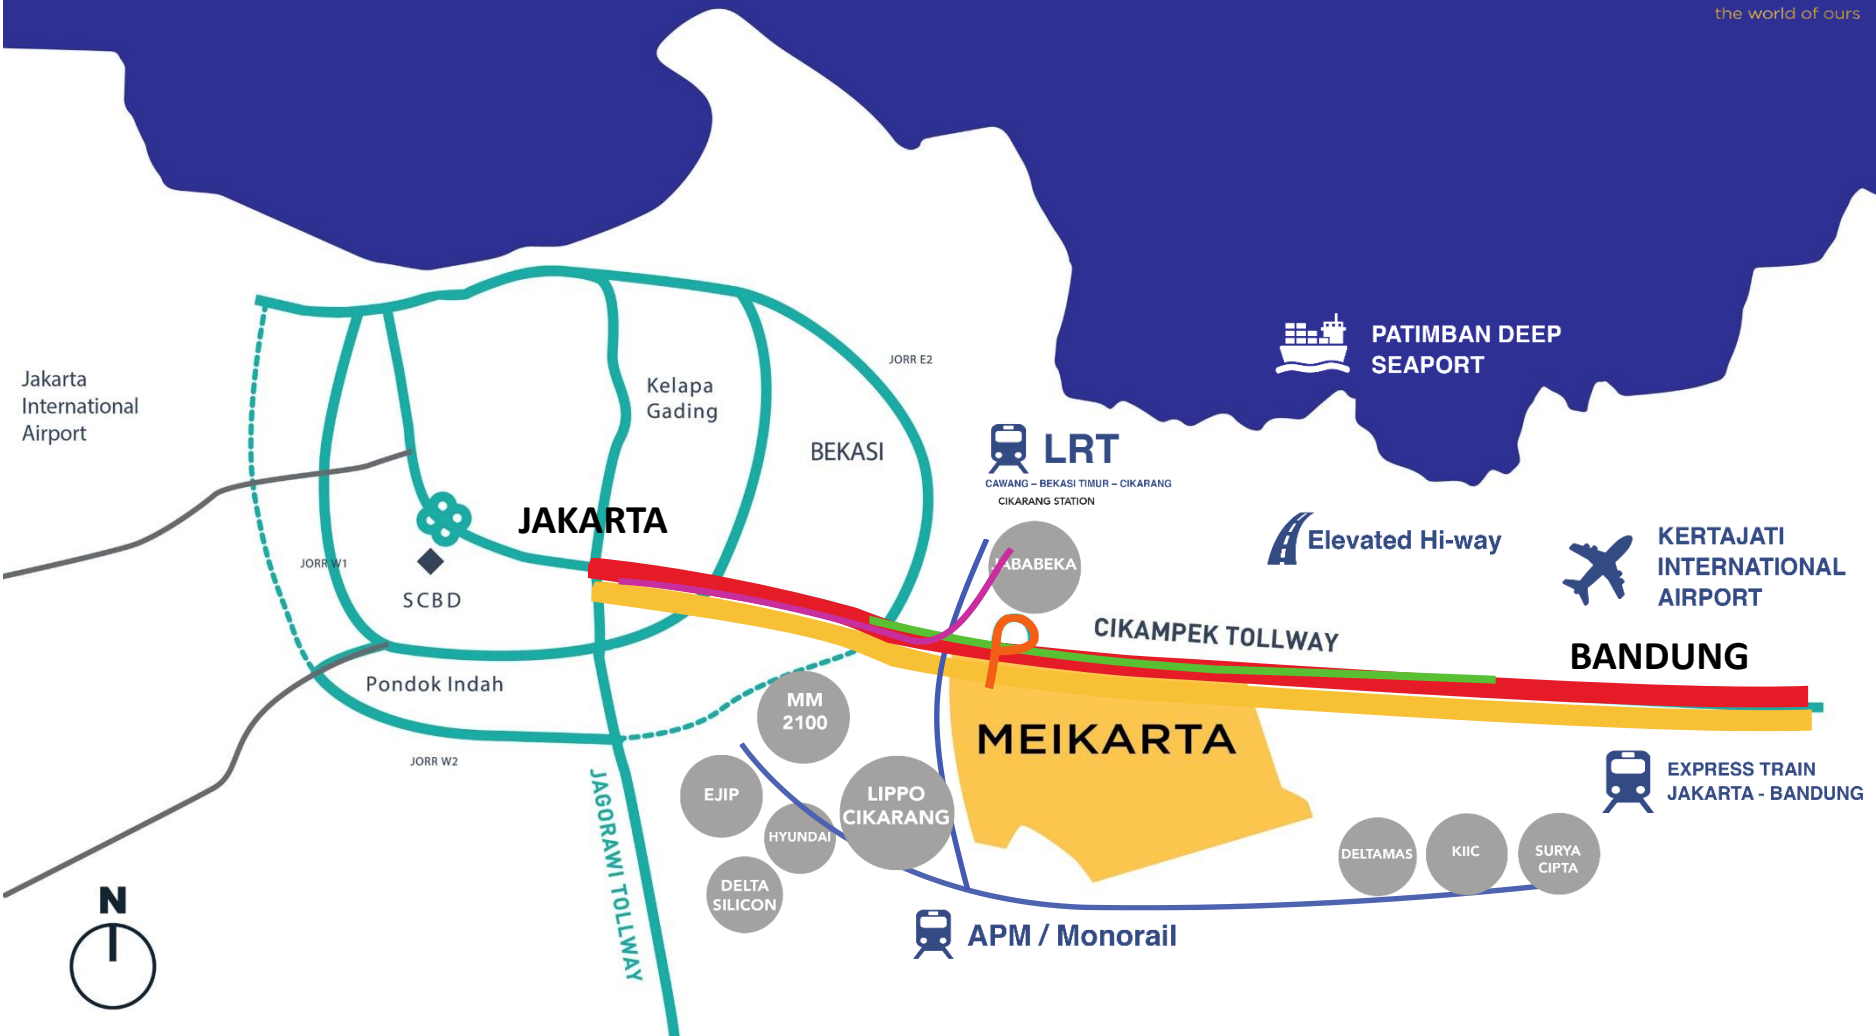 the world of ours
PATIMBAN DEEP
SEAPORT
JORR E2
Jakarta
International
Airport
Kelapa
Gading
BEKASI
LRT
CAWANG – BEKASI TIMUR – CIKARANG
CIKARANG STATION
JAKARTA
Elevated Hi-way
KERTAJATI
INTERNATIONAL
AIRPORT
JORR W1
JABABEKA
SCBD
CIKAMPEK TOLLWAY
BANDUNG
Pondok Indah
MM
2100
MEIKARTA
JORR W2
EXPRESS TRAIN
JAKARTA - BANDUNG
JAGORAWI TOLLWAY
EJIP
LIPPO
CIKARANG
HYUNDAI
DELTAMAS
KIIC
SURYA
CIPTA
DELTA
SILICON
N
APM / Monorail